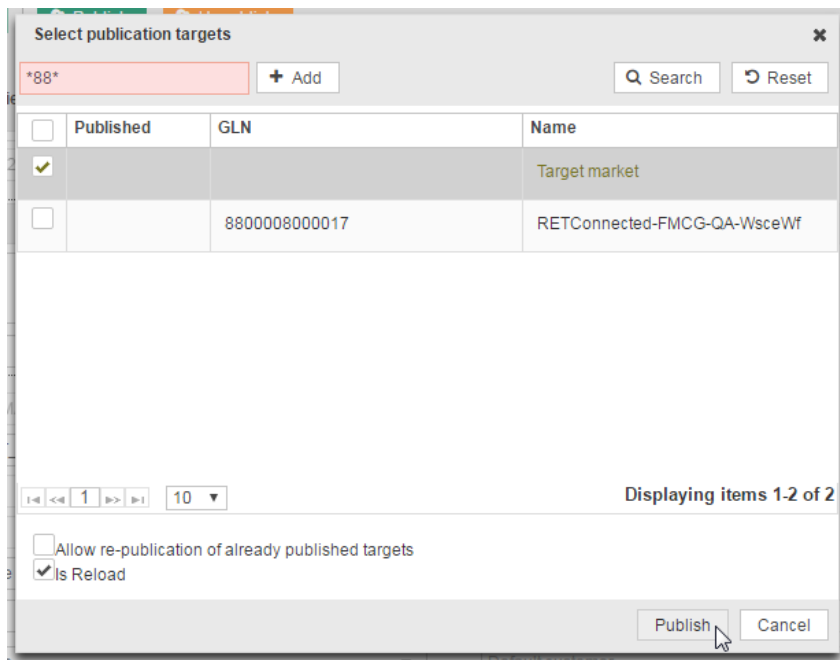 Select publication targets
*88*
Add
Search
Reset
Published GLN Name
Target market
8800008000017 RETConnected-FMCG-QA-WsceWf
1 10 Displaying items 1-2 of 2
Allow re-publication of already published targets
Is Reload
Publish Cancel